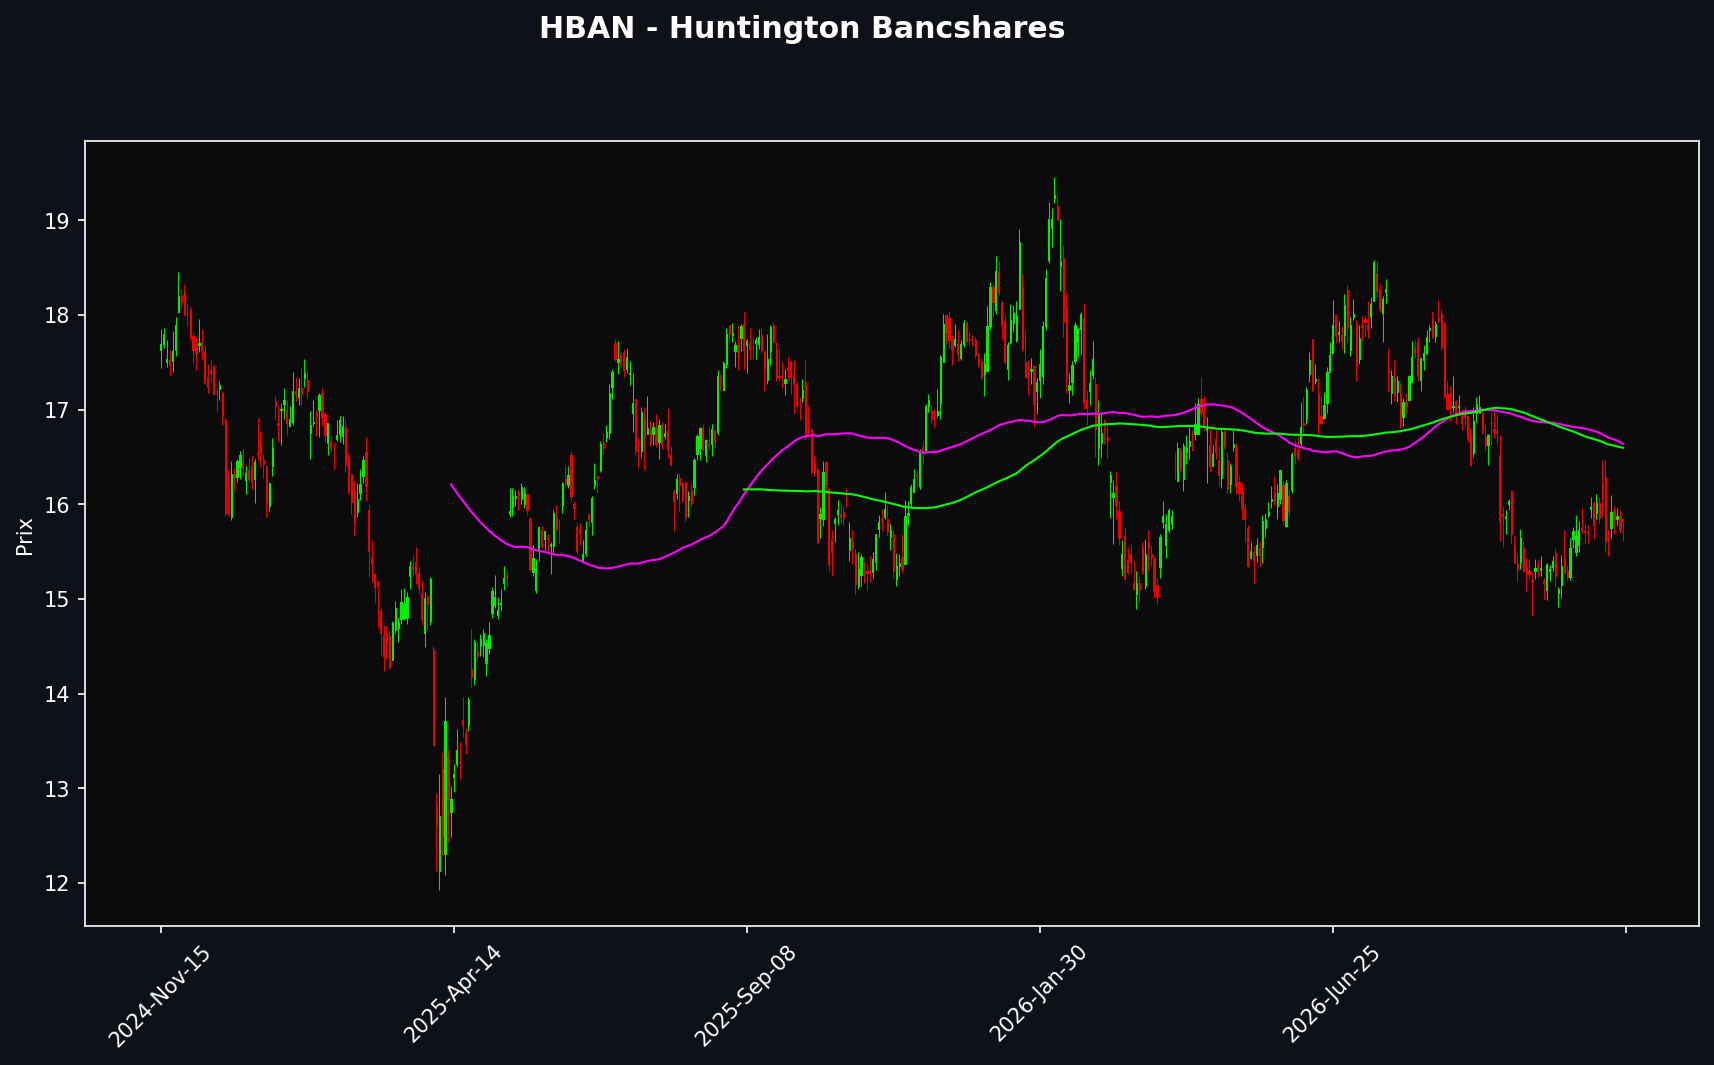 HBAN - Huntington Bancshares
Prix
19
18
17
16
15
14
13
12
2024-Nov-15
2025-Apr-14
2025-Sep-08
2026-Jan-30
2026-Jun-25